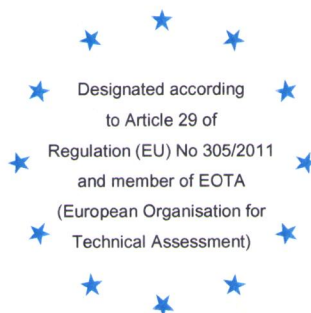 Designated according
to Article 29 of
Regulation (EU) No 305/2011
and member of EOTA
(European Organisation for
Technical Assessment)